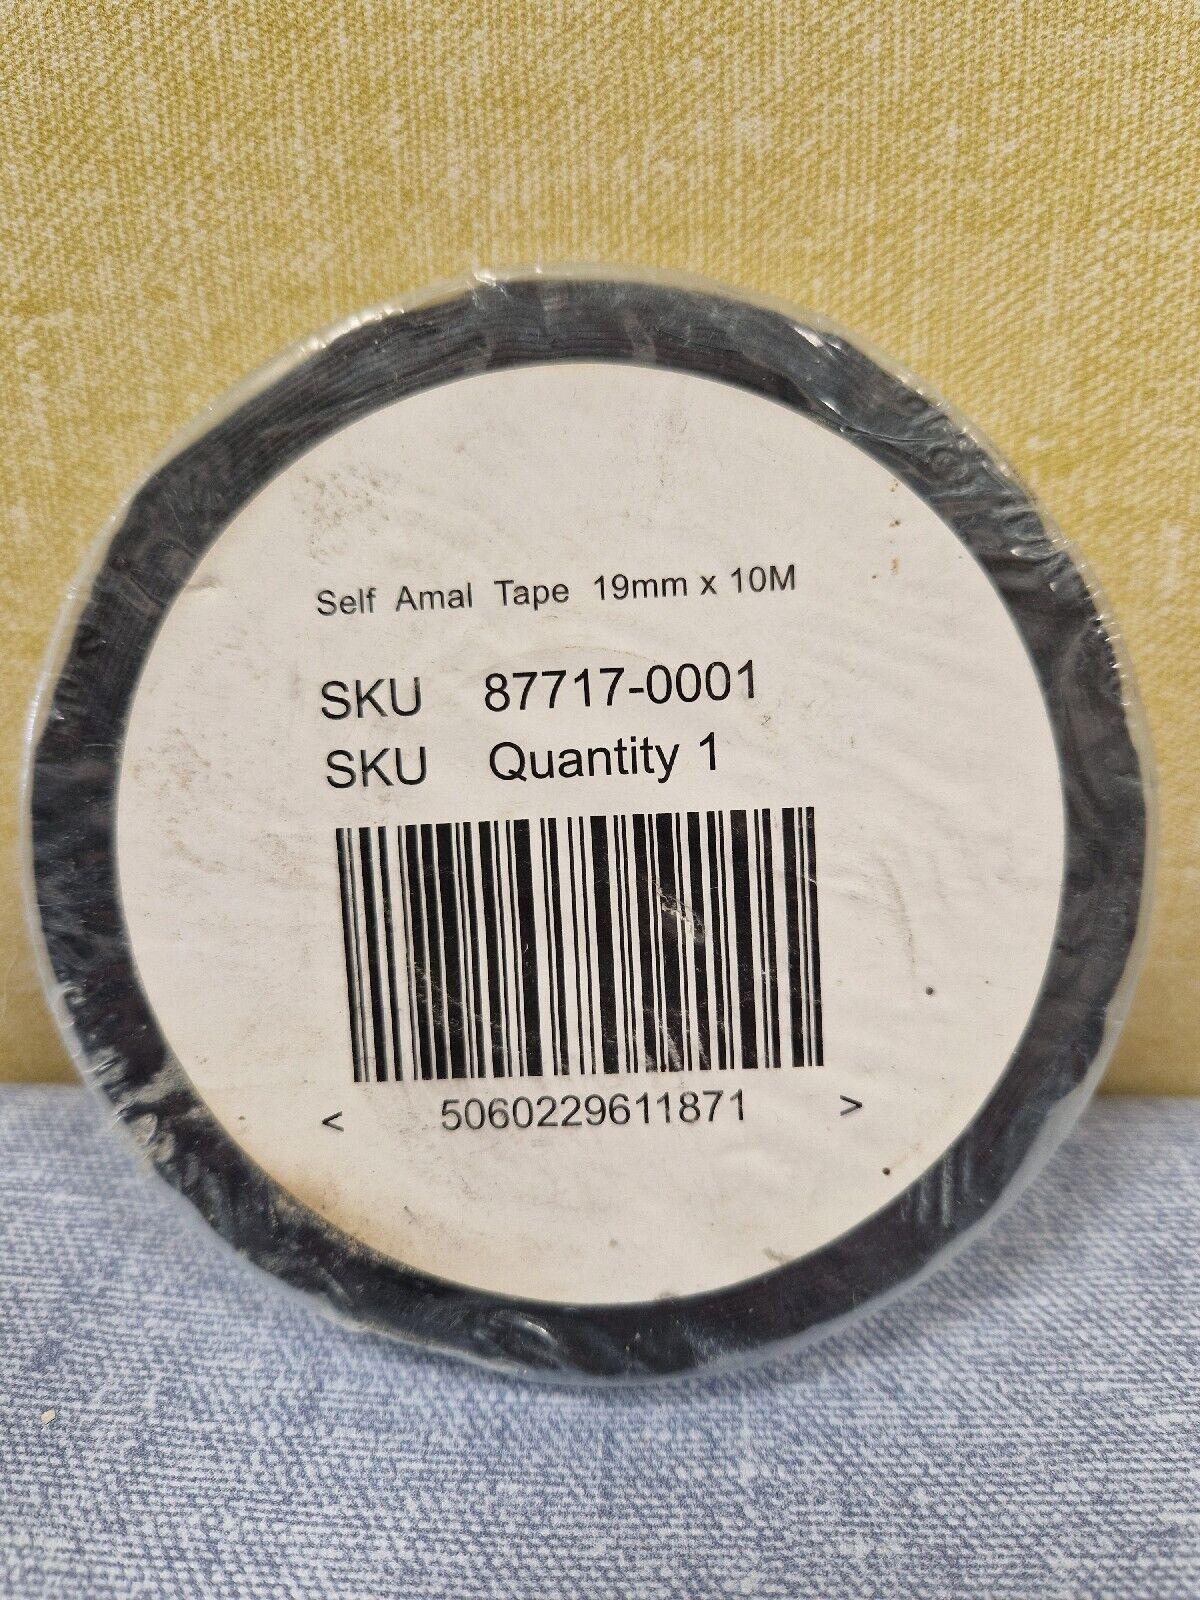 Self Amal Tape 19mm x 10M
SKU 87717-0001
SKU Quantity 1
< 5060229611871 >